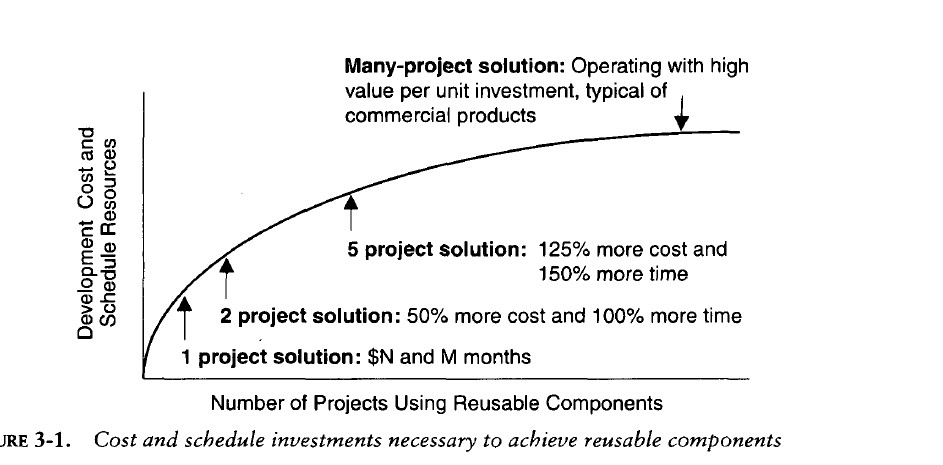 Many-project solution: Operating with high
value per unit investment, typical of
commercial products
Development Cost and
Schedule Resources
5 project solution: 125% more cost and
150% more time
2 project solution: 50% more cost and 100% more time
1 project solution: $N and M months
Number of Projects Using Reusable Components
URE 3-1. Cost and schedule investments necessary to achieve reusable components